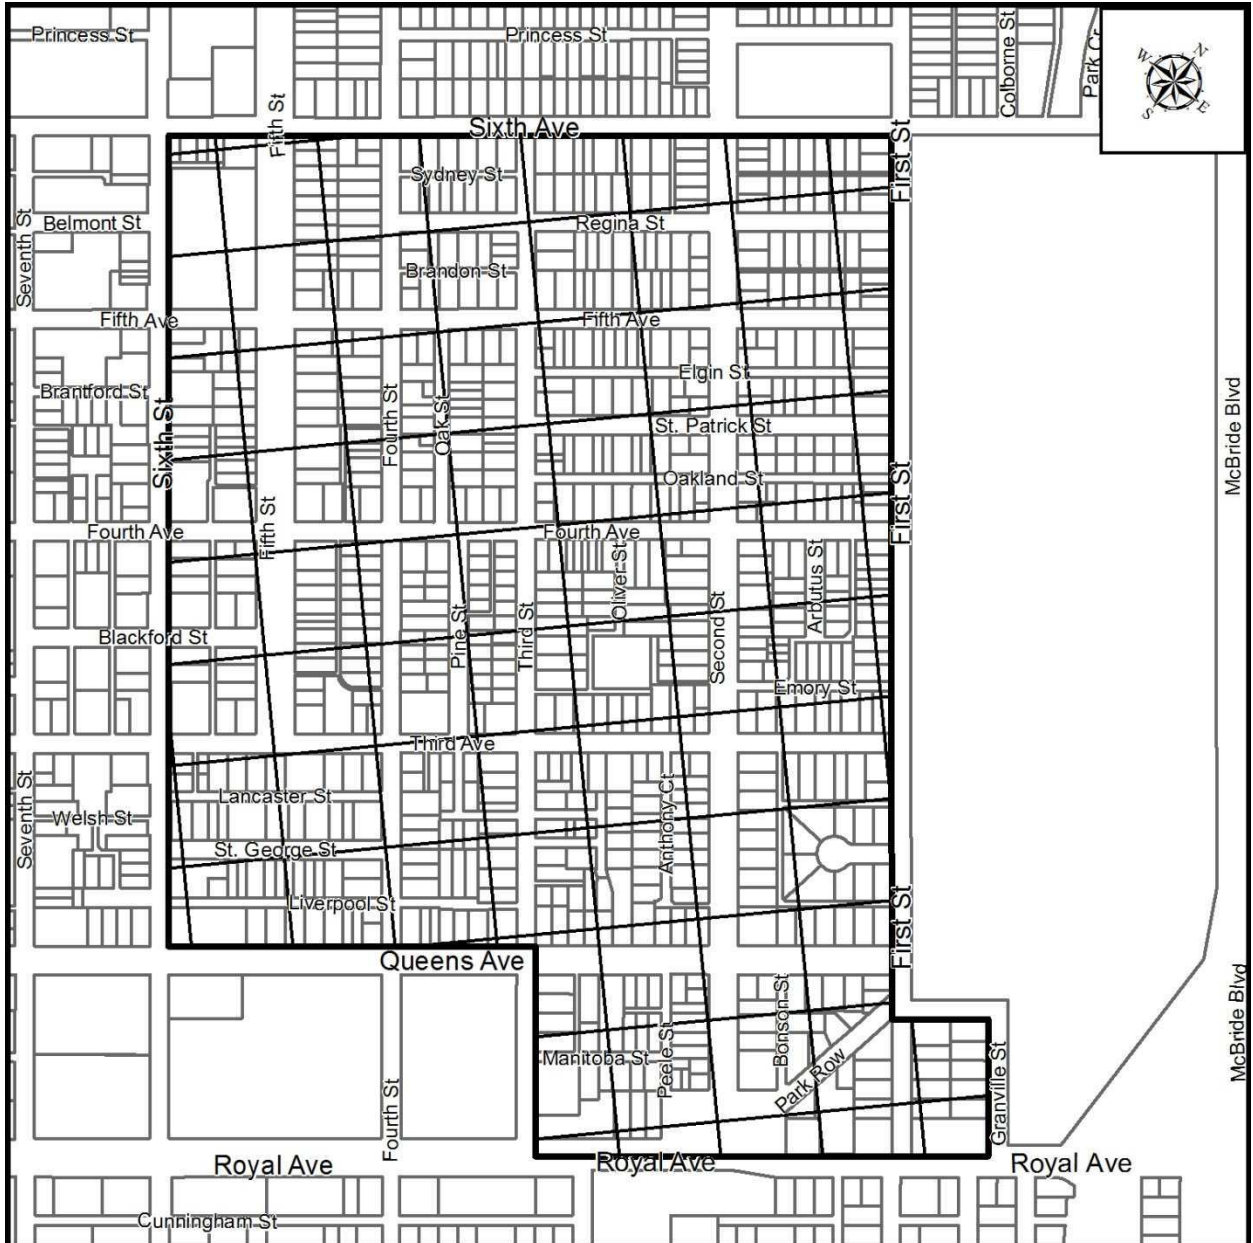 Princess St
Princess St
Colborne St
Park Cr
N
W
E
S
Fifth St
Sixth Ave
First St
Sydney St
Seventh St
Belmont St
Regina St
Brandon St
Fifth Ave
Fifth Ave
Elgin St
Brantford St
Sixth St
Fourth St
Oak St
St. Patrick St
McBride Blvd
Oakland St
First St
Fourth Ave
Fifth St
Fourth Ave
Oliver St
Arbutus St
Blackford St
Pine St
Third St
Second St
Emory St
Third Ave
Seventh St
Lancaster St
Welsh St
Anthony Ct
St. George St
Liverpool St
First St
Queens Ave
McBride Blvd
Bonson St
Manitoba St
Peele St
Park Row
Granville St
Fourth St
Royal Ave
Royal Ave
Royal Ave
Cunningham St